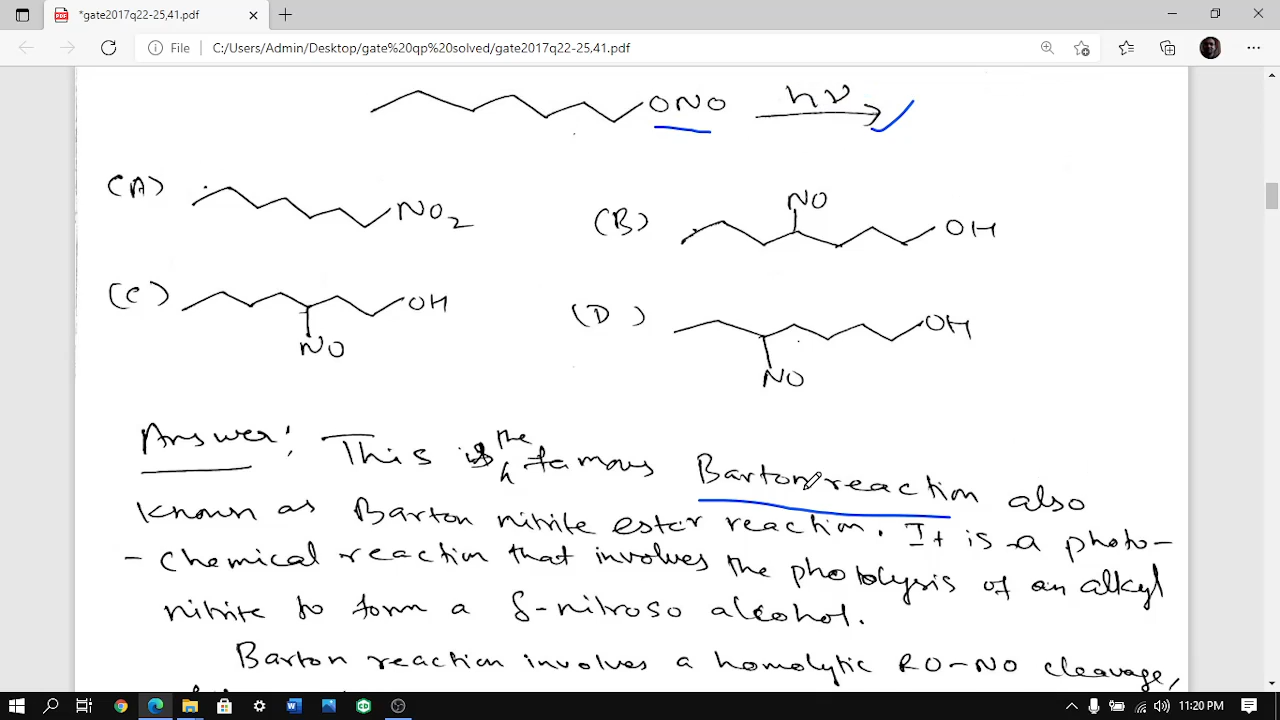 *gate2017q22-25,41.pdf
File C:/Users/Admin/Desktop/gate%20qp%20solved/gate2017q22-25,41.pdf
ONO hν
(A) NO2
(B) NO OH
(C) OH NO
(D) OH NO
Answer: This is the famous Barton reaction also
known as Barton nitrite ester reaction. It is a photo-
- chemical reaction that involves the photolysis of an alkyl
nitrite to form a δ-nitroso alcohol.
Barton reaction involves a homolytic RO-NO cleavage,
11:20 PM